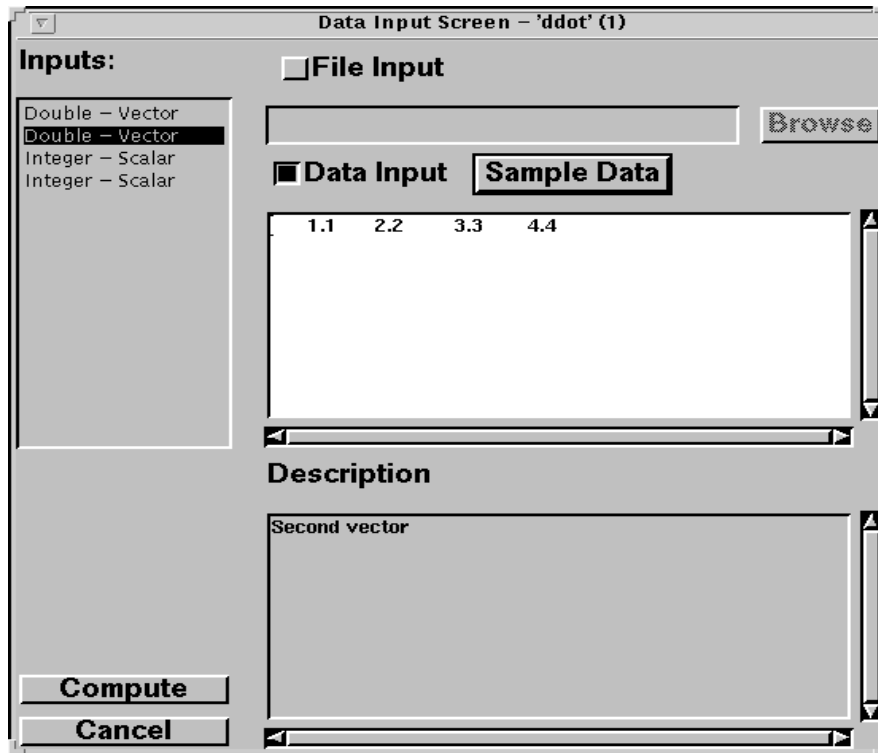 Data Input Screen – 'ddot' (1)
Inputs:
File Input
Double – Vector
Double – Vector
Integer – Scalar
Integer – Scalar
Browse
Data Input
Sample Data
1.1 2.2 3.3 4.4
Description
Second vector
Compute
Cancel